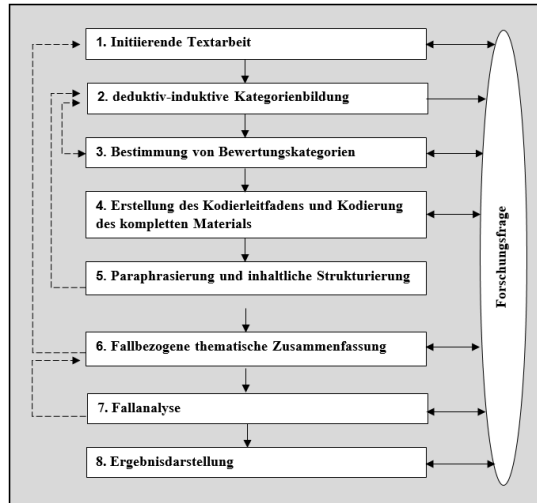 1. Initiierende Textarbeit
2. deduktiv-induktive Kategorienbildung
3. Bestimmung von Bewertungskategorien
4. Erstellung des Kodierleitfadens und Kodierung
des kompletten Materials
5. Paraphrasierung und inhaltliche Strukturierung
6. Fallbezogene thematische Zusammenfassung
7. Fallanalyse
8. Ergebnisdarstellung
Forschungsfrage